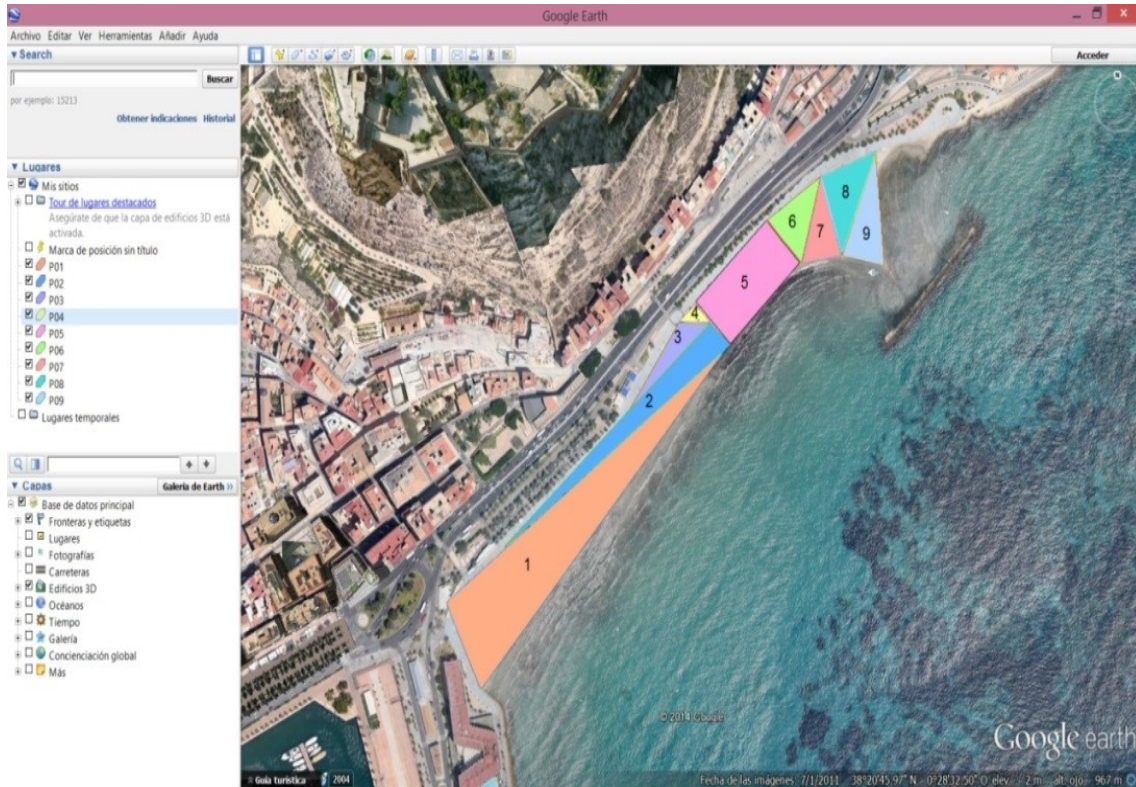 Google Earth
Archivo Editar Ver Herramientas Añadir Ayuda
▼ Search
Buscar
Acceder
por ejemplo: 15213
Obtener indicaciones Historial
N
▼ Lugares
Mis sitios
Tour de lugares destacados
Asegúrate de que la capa de edificios 3D está
activada.
Marca de posición sin título
P01
P02
P03
P04
P05
P06
P07
P08
P09
Lugares temporales
▼ Capas
Galería de Earth »
Base de datos principal
Fronteras y etiquetas
Lugares
Fotografías
Carreteras
Edificios 3D
Océanos
Tiempo
Galería
Concienciación global
Más
8
6
7
9
5
4
3
2
1
© 2014 Google
Google earth
Guía turística
2004
Fecha de las imágenes: 7/1/2011 38°20'45.97" N 0°28'32.50" O elev. -2 m alt. ojo 967 m